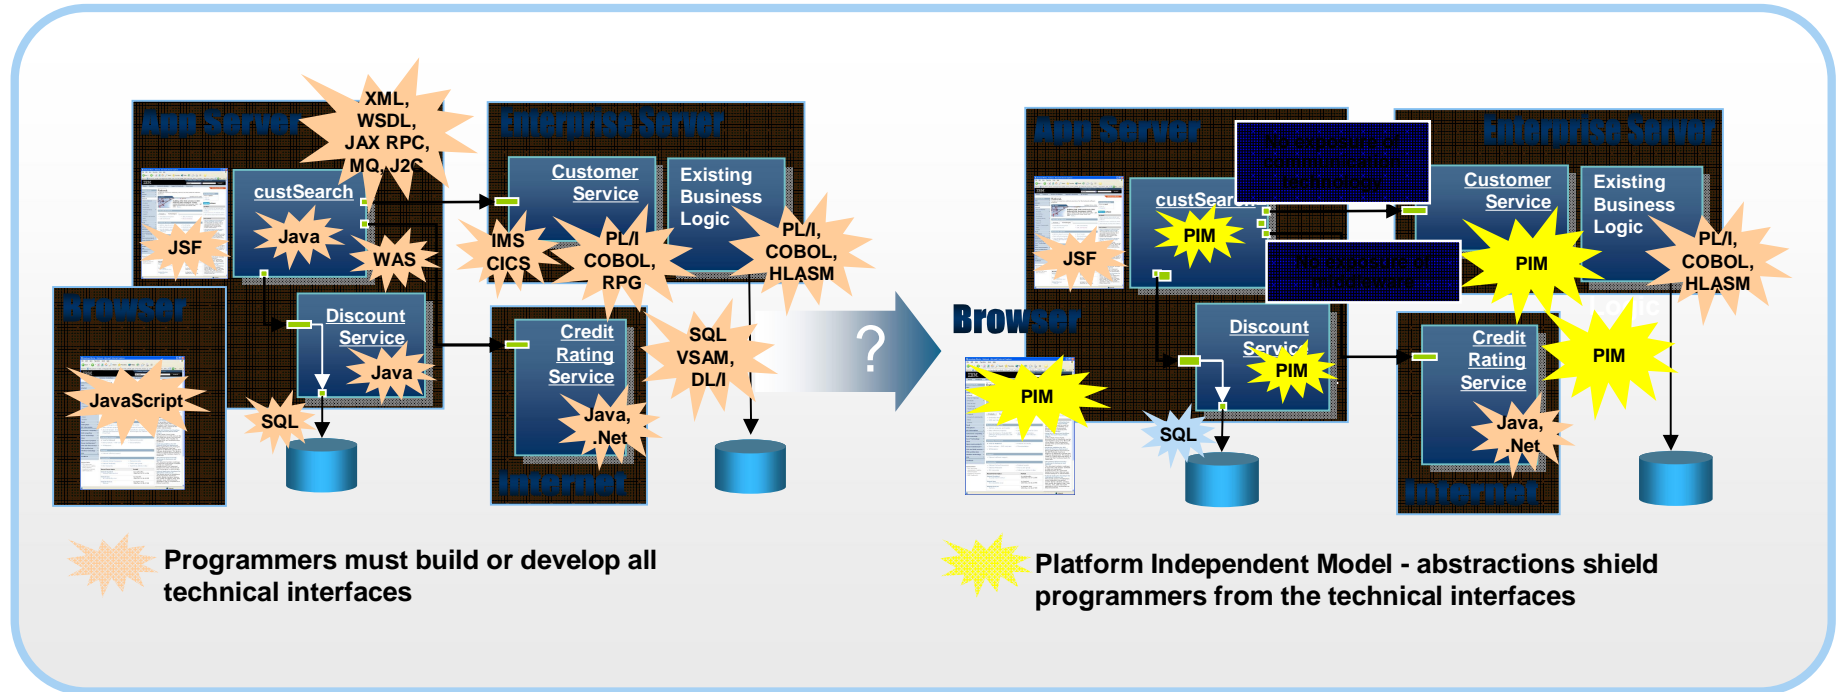 App Server
XML,
WSDL,
JAX RPC,
MQ, J2C
custSearch
JSF
Java
WAS
Discount
Service
Java
SQL
Browser
JavaScript
Enterprise Server
Customer
Service
Existing
Business
Logic
IMS
CICS
PL/I
COBOL,
RPG
PL/I,
COBOL,
HLASM
Credit
Rating
Service
SQL
VSAM,
DL/I
Java,
.Net
Internet
?
Programmers must build or develop all
technical interfaces
App Server
custSearch
PIM
JSF
Discount
Service
PIM
SQL
Browser
PIM
Enterprise Server
Customer
Service
Existing
Business
Logic
PIM
PL/I,
COBOL,
HLASM
Credit
Rating
Service
PIM
Java,
.Net
Internet
Platform Independent Model - abstractions shield
programmers from the technical interfaces